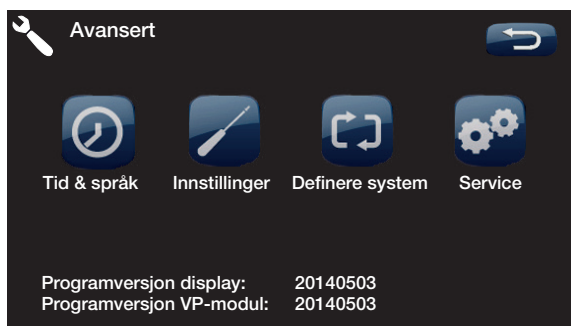 Avansert
Tid & språk Innstillinger Definere system Service
Programversjon display: 20140503
Programversjon VP-modul: 20140503